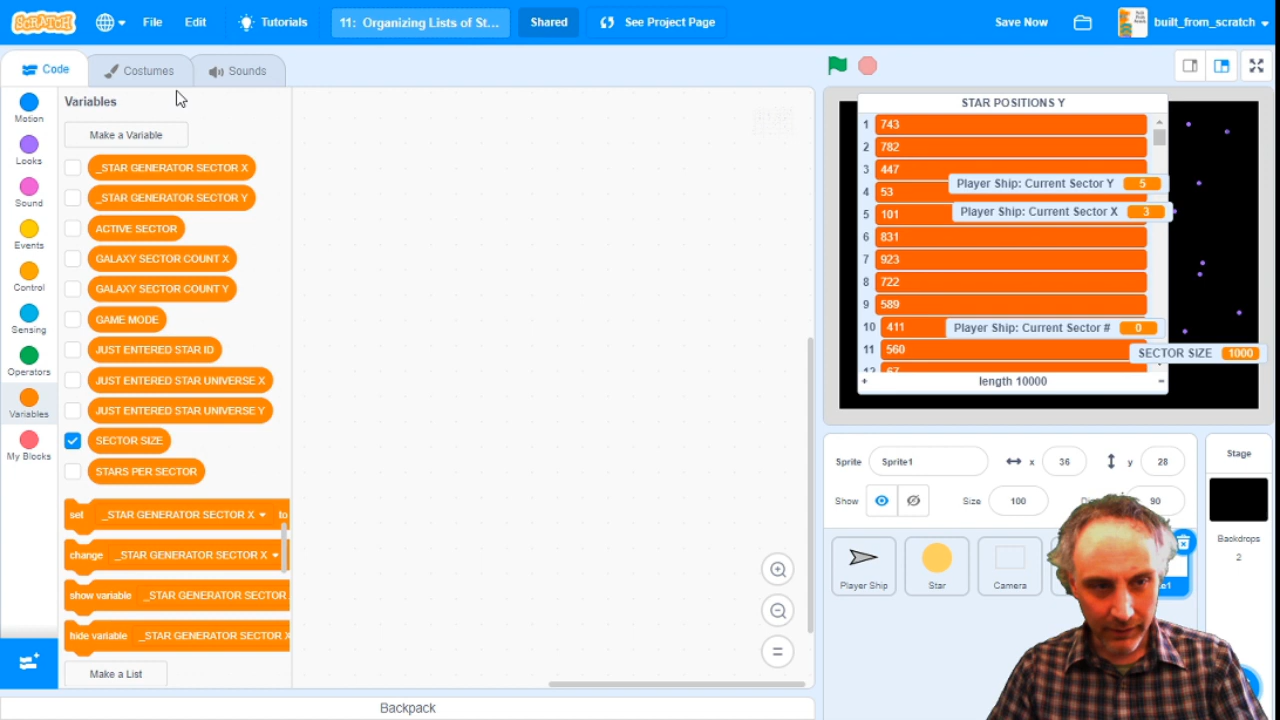 SCRATCH
File
Edit
Tutorials
11: Organizing Lists of St...
Shared
See Project Page
Save Now
built_from_scratch
Code
Costumes
Sounds
Motion
Looks
Sound
Events
Control
Sensing
Operators
Variables
My Blocks
Variables
Make a Variable
_STAR GENERATOR SECTOR X
_STAR GENERATOR SECTOR Y
ACTIVE SECTOR
GALAXY SECTOR COUNT X
GALAXY SECTOR COUNT Y
GAME MODE
JUST ENTERED STAR ID
JUST ENTERED STAR UNIVERSE X
JUST ENTERED STAR UNIVERSE Y
SECTOR SIZE
STARS PER SECTOR
set _STAR GENERATOR SECTOR X to
change _STAR GENERATOR SECTOR X
show variable _STAR GENERATOR SECTOR
hide variable _STAR GENERATOR SECTOR X
Make a List
Backpack
STAR POSITIONS Y
1 743
2 782
3 447
4 53
5 101
6 831
7 923
8 722
9 589
10 411
11 560
+ length 10000 =
Player Ship: Current Sector Y 5
Player Ship: Current Sector X 3
Player Ship: Current Sector # 0
SECTOR SIZE 1000
Sprite Sprite1 x 36 y 28
Show Size 100 90
Player Ship
Star
Camera
Stage
Backdrops
2